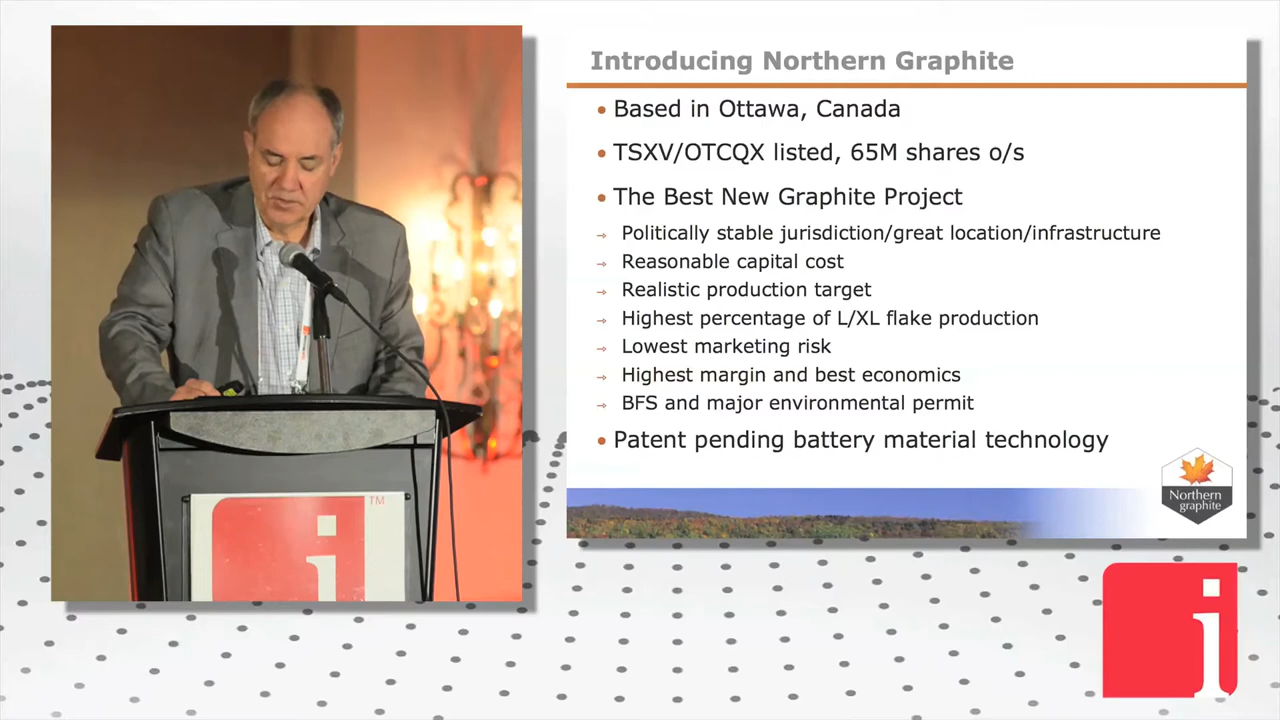 Introducing Northern Graphite
• Based in Ottawa, Canada
• TSXV/OTCQX listed, 65M shares o/s
• The Best New Graphite Project
→ Politically stable jurisdiction/great location/infrastructure
→ Reasonable capital cost
→ Realistic production target
→ Highest percentage of L/XL flake production
→ Lowest marketing risk
→ Highest margin and best economics
→ BFS and major environmental permit
• Patent pending battery material technology
Northern
graphite
i
TM
i